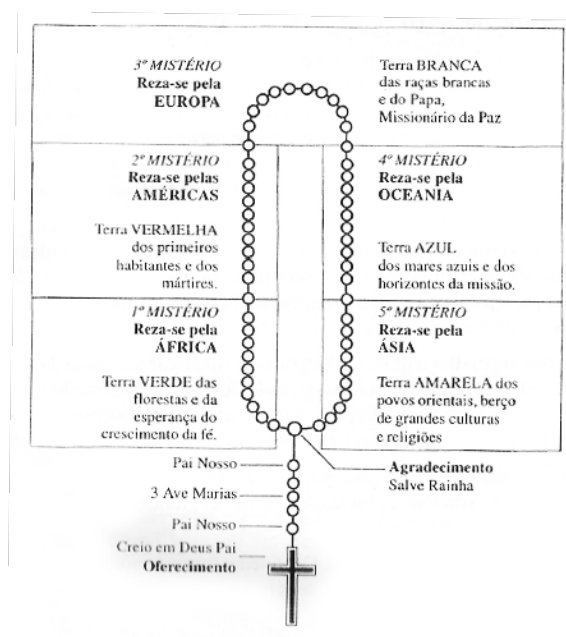 3º MISTÉRIO
Reza-se pela
EUROPA
Terra BRANCA
das raças brancas
e do Papa,
Missionário da Paz
2º MISTÉRIO
Reza-se pelas
AMÉRICAS
Terra VERMELHA
dos primeiros
habitantes e dos
mártires.
4º MISTÉRIO
Reza-se pela
OCEANIA
Terra AZUL
dos mares azuis e dos
horizontes da missão.
1º MISTÉRIO
Reza-se pela
ÁFRICA
Terra VERDE das
florestas e da
esperança do
crescimento da fé.
5º MISTÉRIO
Reza-se pela
ÁSIA
Terra AMARELA dos
povos orientais, berço
de grandes culturas
e religiões
Pai Nosso
3 Ave Marias
Pai Nosso
Creio em Deus Pai
Oferecimento
Agradecimento
Salve Rainha